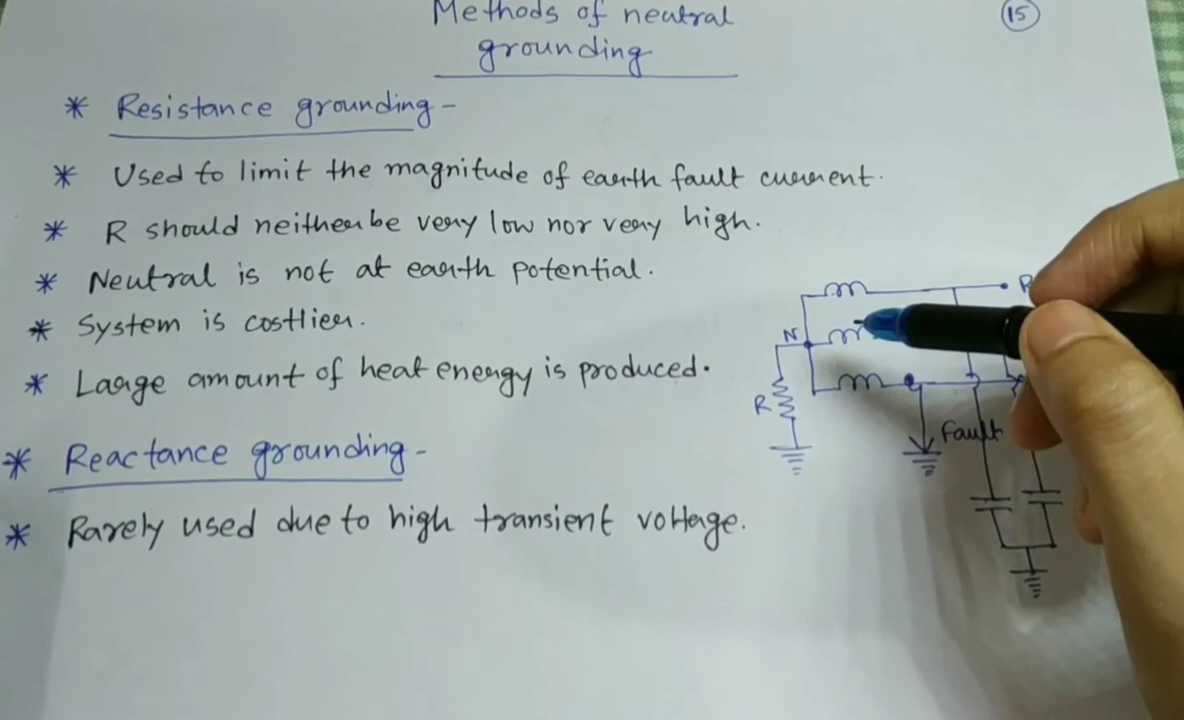 Methods of neutral
grounding
15
* Resistance grounding -
* Used to limit the magnitude of earth fault current.
* R should neither be very low nor very high.
* Neutral is not at earth potential.
* System is costlier.
* Large amount of heat energy is produced.
* Reactance grounding -
* Rarely used due to high transient voltage.
R
N
R
Fault